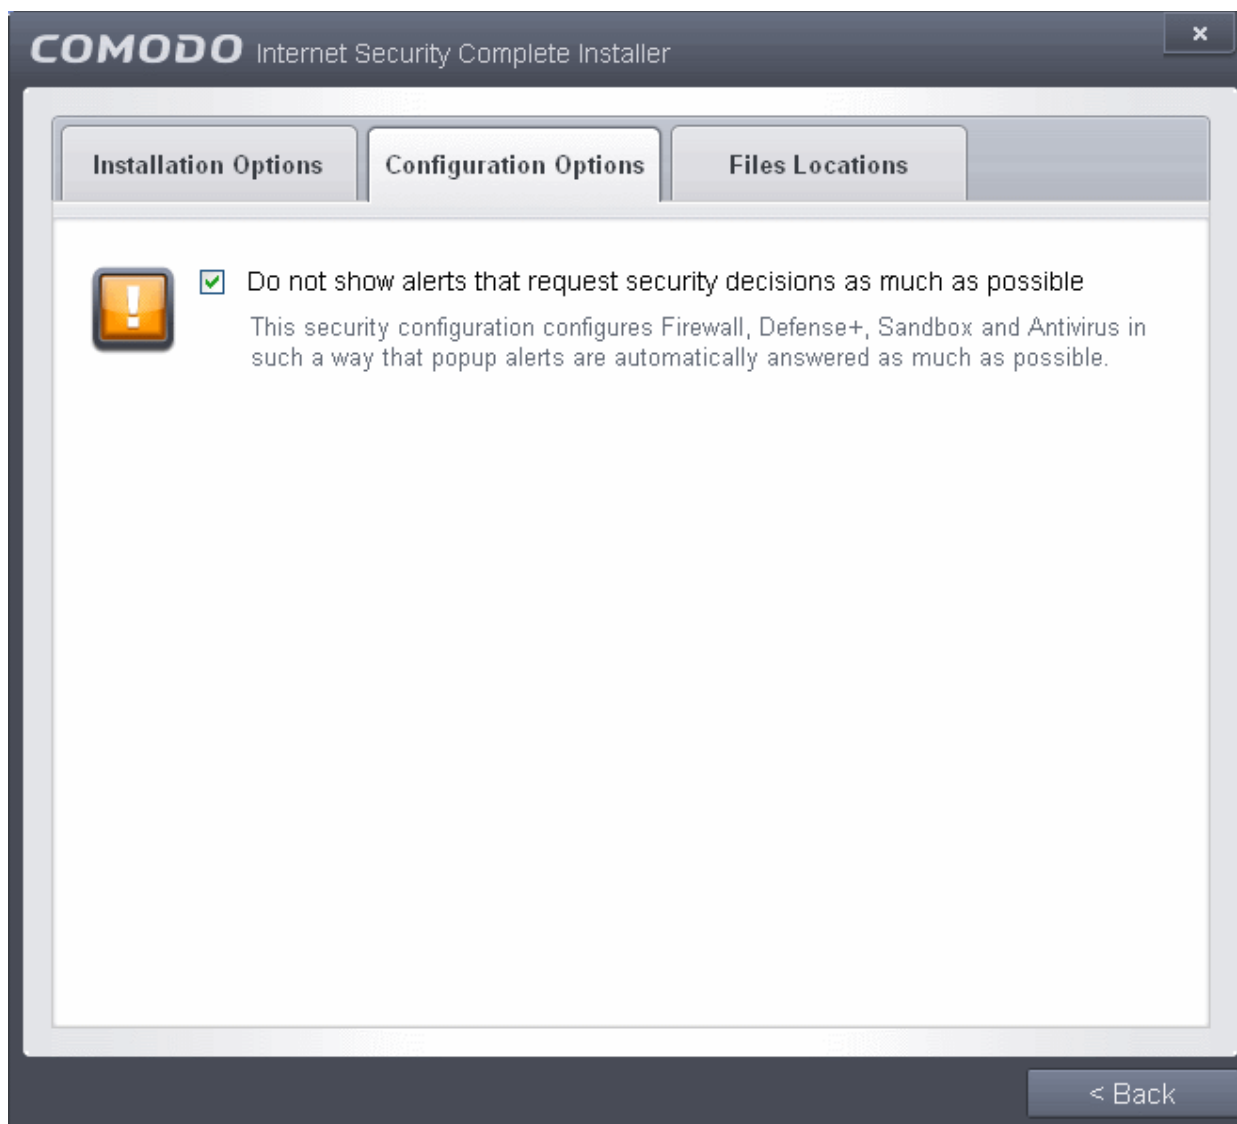 COMODO Internet Security Complete Installer
Installation Options
Configuration Options
Files Locations
Do not show alerts that request security decisions as much as possible
This security configuration configures Firewall, Defense+, Sandbox and Antivirus in
such a way that popup alerts are automatically answered as much as possible.
< Back